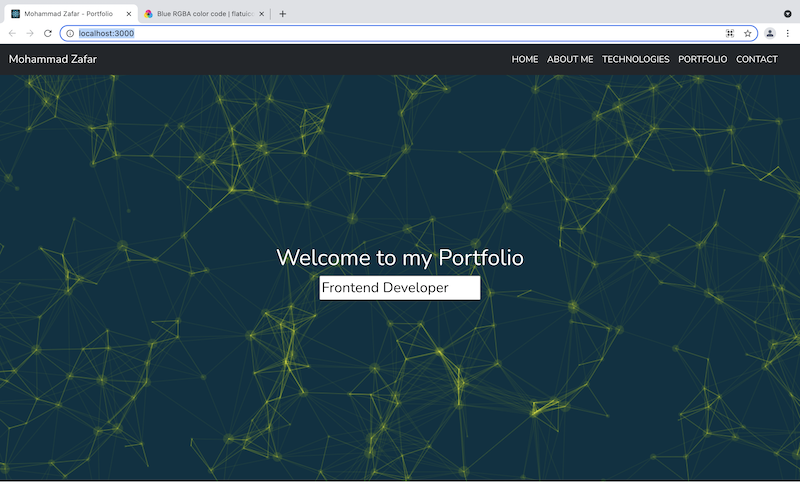 Mohammad Zafar - Portfolio
Blue RGBA color code | flatuico
localhost:3000
Mohammad Zafar
HOME ABOUT ME TECHNOLOGIES PORTFOLIO CONTACT
Welcome to my Portfolio
Frontend Developer